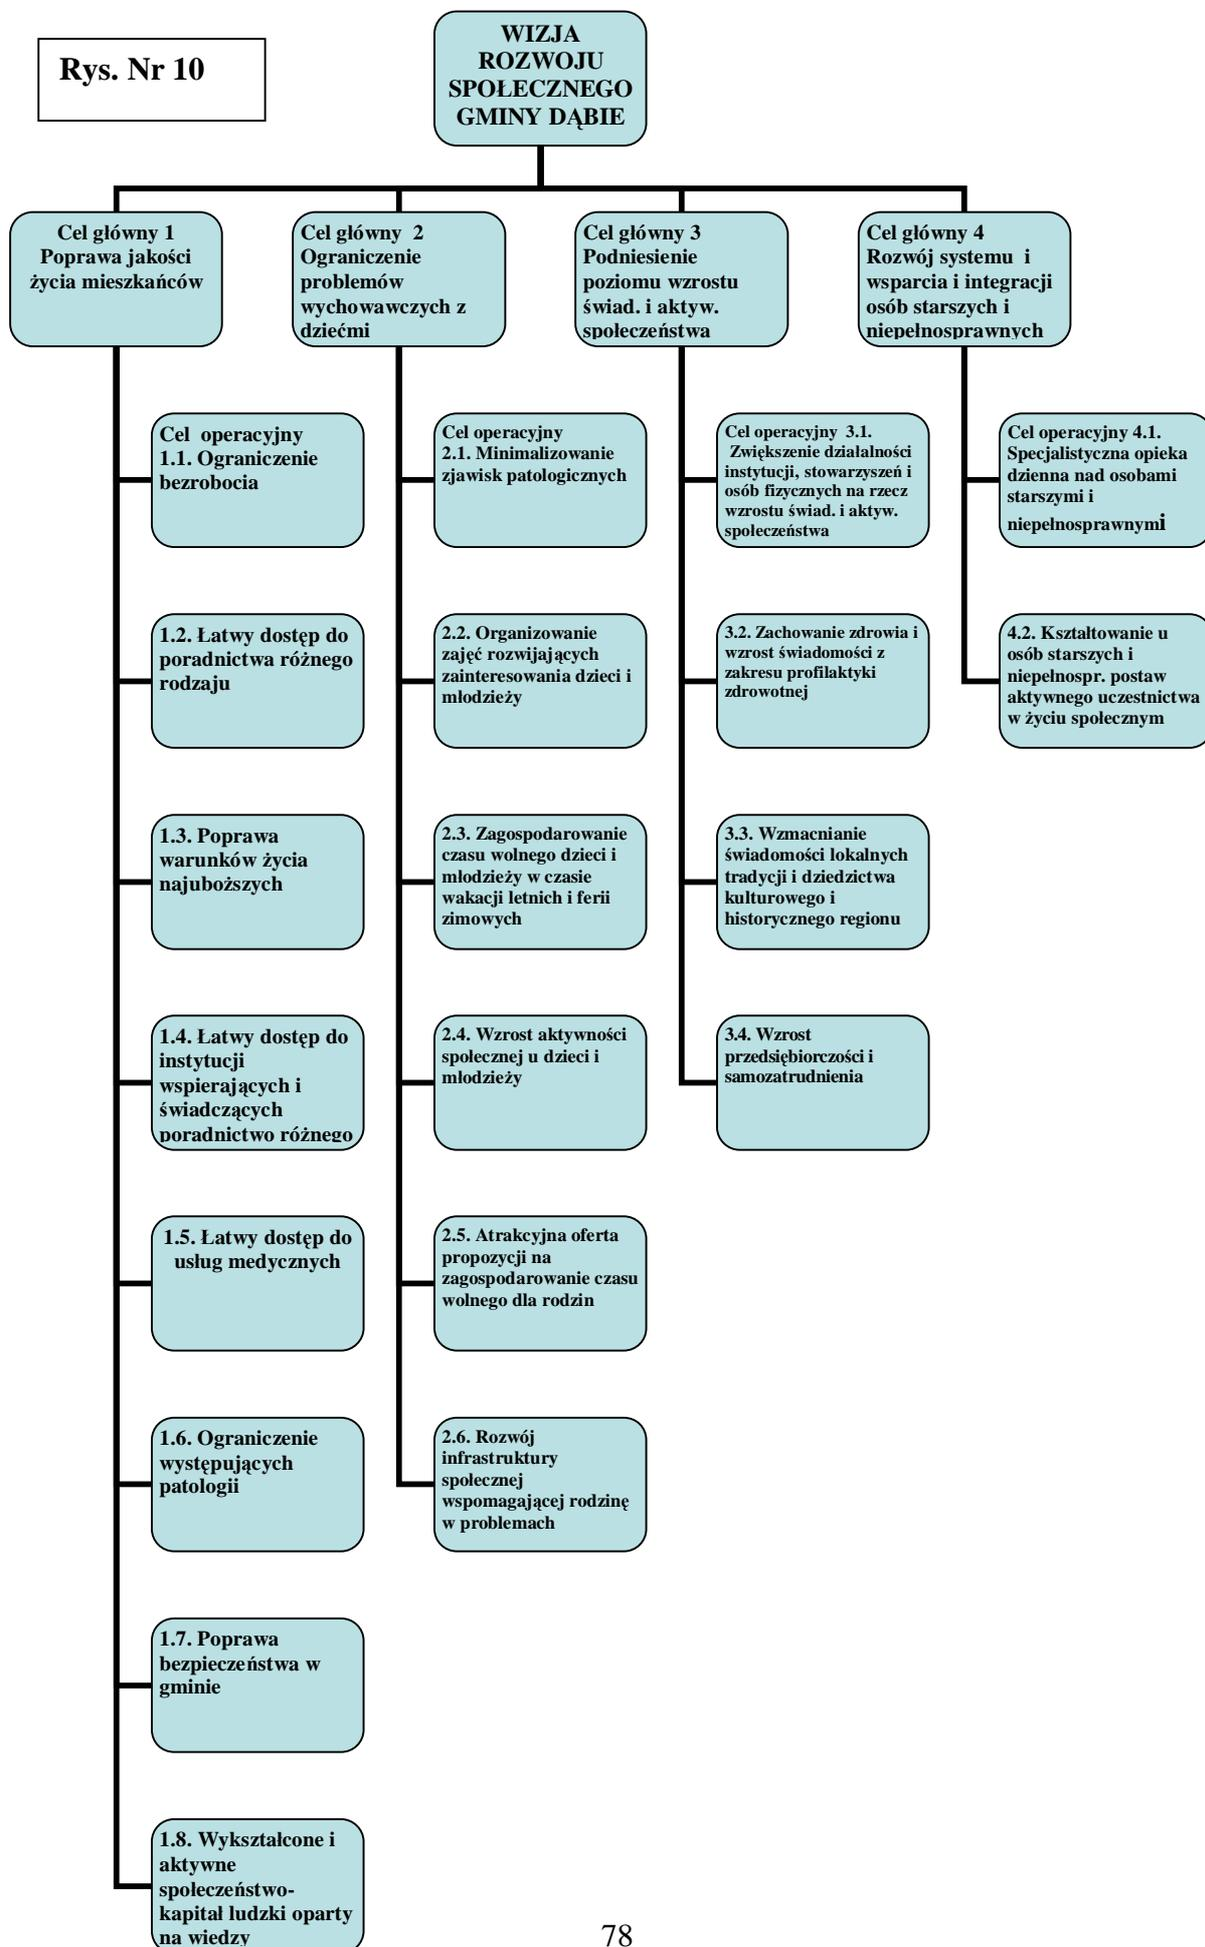 Rys. Nr 10
WIZJA
ROZWOJU
SPOŁECZNEGO
GMINY DĄBIE
Cel główny 1
Poprawa jakości
życia mieszkańców
Cel główny 2
Ograniczenie
problemów
wychowawczych z
dziećmi
Cel główny 3
Podniesienie
poziomu wzrostu
świad. i aktyw.
społeczeństwa
Cel główny 4
Rozwój systemu i
wsparcia i integracji
osób starszych i
niepełnosprawnych
Cel operacyjny
1.1. Ograniczenie
bezrobocia
Cel operacyjny
2.1. Minimalizowanie
zjawisk patologicznych
Cel operacyjny 3.1.
Zwiększenie działalności
instytucji, stowarzyszeń i
osób fizycznych na rzecz
wzrostu świad. i aktyw.
społeczeństwa
Cel operacyjny 4.1.
Specjalistyczna opieka
dzienna nad osobami
starszymi i
niepełnosprawnymi
1.2. Łatwy dostęp do
poradnictwa różnego
rodzaju
2.2. Organizowanie
zajęć rozwijających
zainteresowania dzieci i
młodzieży
3.2. Zachowanie zdrowia i
wzrost świadomości z
zakresu profilaktyki
zdrowotnej
4.2. Kształtowanie u
osób starszych i
niepełnospr. postaw
aktywnego uczestnictwa
w życiu społecznym
1.3. Poprawa
warunków życia
najuboższych
2.3. Zagospodarowanie
czasu wolnego dzieci i
młodzieży w czasie
wakacji letnich i ferii
zimowych
3.3. Wzmacnianie
świadomości lokalnych
tradycji i dziedzictwa
kulturowego i
historycznego regionu
1.4. Łatwy dostęp do
instytucji
wspierających i
świadczących
poradnictwo różnego
2.4. Wzrost aktywności
społecznej u dzieci i
młodzieży
3.4. Wzrost
przedsiębiorczości i
samozatrudnienia
1.5. Łatwy dostęp do
usług medycznych
2.5. Atrakcyjna oferta
propozycji na
zagospodarowanie czasu
wolnego dla rodzin
1.6. Ograniczenie
występujących
patologii
2.6. Rozwój
infrastruktury
społecznej
wspomagającej rodzinę
w problemach
1.7. Poprawa
bezpieczeństwa w
gminie
1.8. Wykształcone i
aktywne
społeczeństwo-
kapitał ludzki oparty
na wiedzy
78